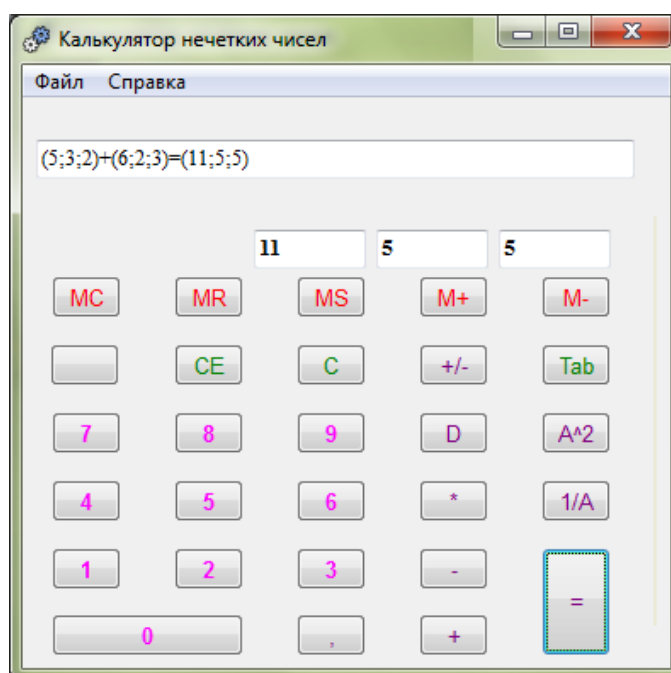 Калькулятор нечетких чисел
Файл Справка
(5;3;2)+(6;2;3)=(11;5;5)
11 5 5
MC MR MS M+ M-
CE C +/- Tab
7 8 9 D A^2
4 5 6 * 1/A
1 2 3 - =
0 , +